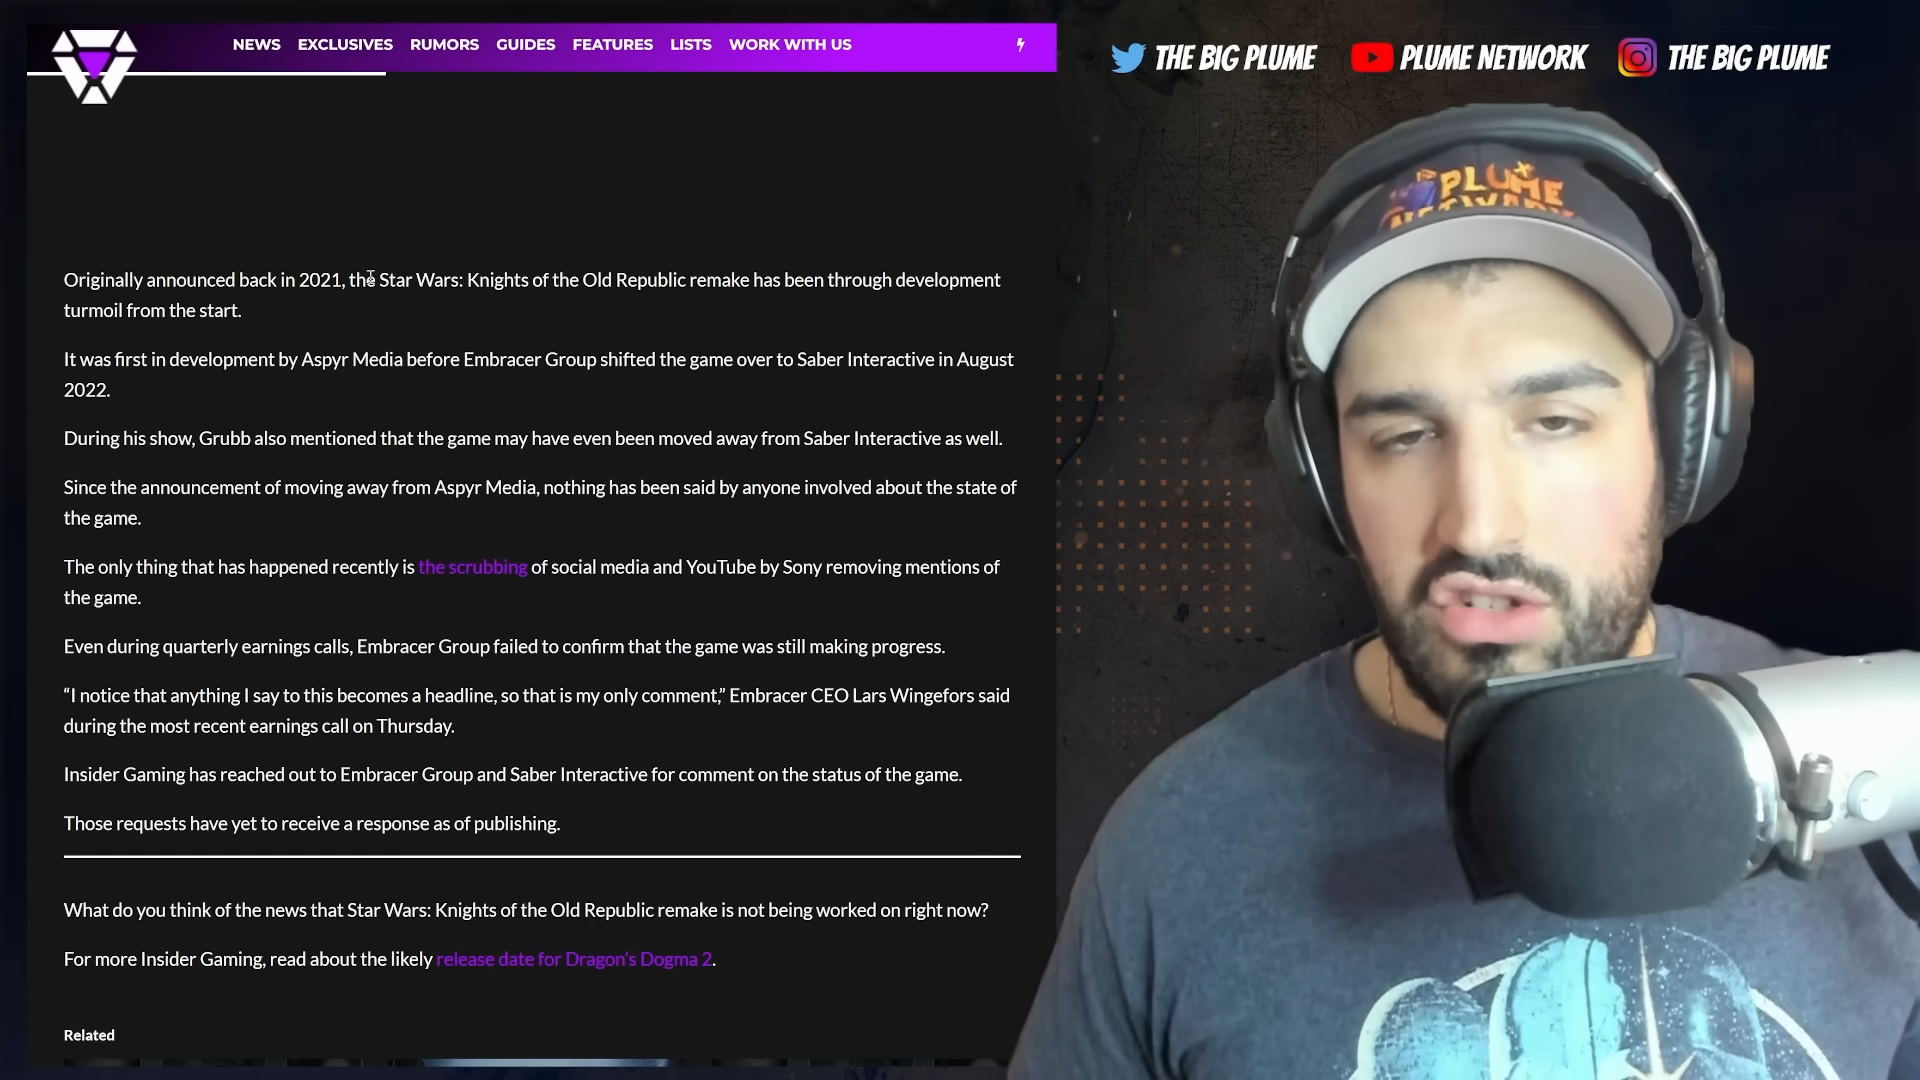 NEWS EXCLUSIVES RUMORS GUIDES FEATURES LISTS WORK WITH US
THE BIG PLUME PLUME NETWORK THE BIG PLUME
PLUME
NETWORK
Originally announced back in 2021, the Star Wars: Knights of the Old Republic remake has been through development
turmoil from the start.
It was first in development by Aspyr Media before Embracer Group shifted the game over to Saber Interactive in August
2022.
During his show, Grubb also mentioned that the game may have even been moved away from Saber Interactive as well.
Since the announcement of moving away from Aspyr Media, nothing has been said by anyone involved about the state of
the game.
The only thing that has happened recently is the scrubbing of social media and YouTube by Sony removing mentions of
the game.
Even during quarterly earnings calls, Embracer Group failed to confirm that the game was still making progress.
“I notice that anything I say to this becomes a headline, so that is my only comment,” Embracer CEO Lars Wingefors said
during the most recent earnings call on Thursday.
Insider Gaming has reached out to Embracer Group and Saber Interactive for comment on the status of the game.
Those requests have yet to receive a response as of publishing.
What do you think of the news that Star Wars: Knights of the Old Republic remake is not being worked on right now?
For more Insider Gaming, read about the likely release date for Dragon’s Dogma 2.
Related